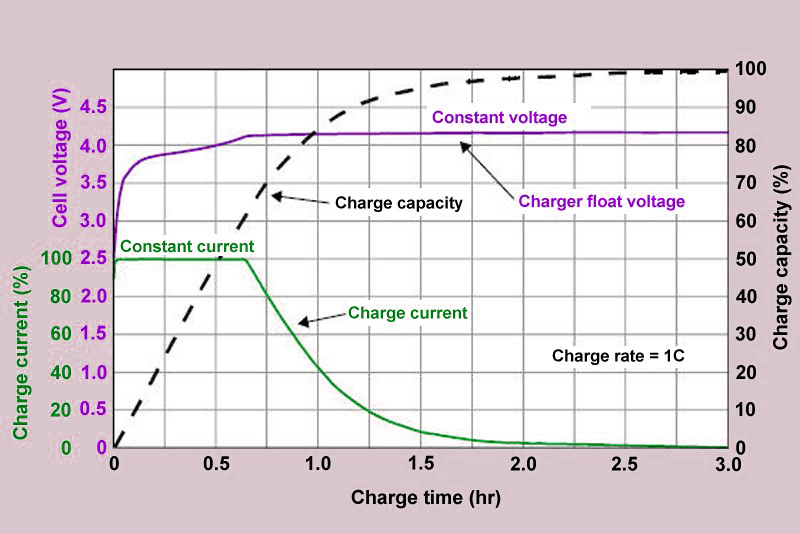 Cell voltage (V)
4.5
4.0
3.5
3.0
2.5
2.0
1.5
1.0
0.5
0
Charge current (%)
100
80
60
40
20
0
Constant voltage
Charge capacity
Charger float voltage
Constant current
Charge current
Charge rate = 1C
100
90
80
70
60
50
40
30
20
10
0
Charge capacity (%)
0 0.5 1.0 1.5 2.0 2.5 3.0
Charge time (hr)